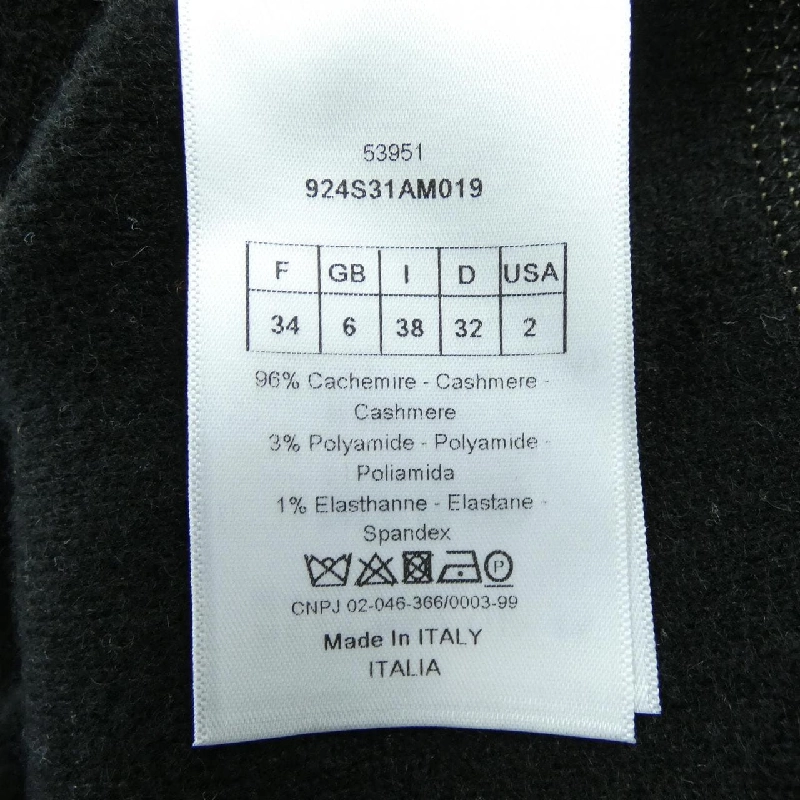 53951
924S31AM019
F GB I D USA
34 6 38 32 2
96% Cachemire - Cashmere -
Cashmere
3% Polyamide - Polyamide -
Poliamida
1% Elasthanne - Elastane -
Spandex
P
CNPJ 02-046-366/0003-99
Made In ITALY
ITALIA